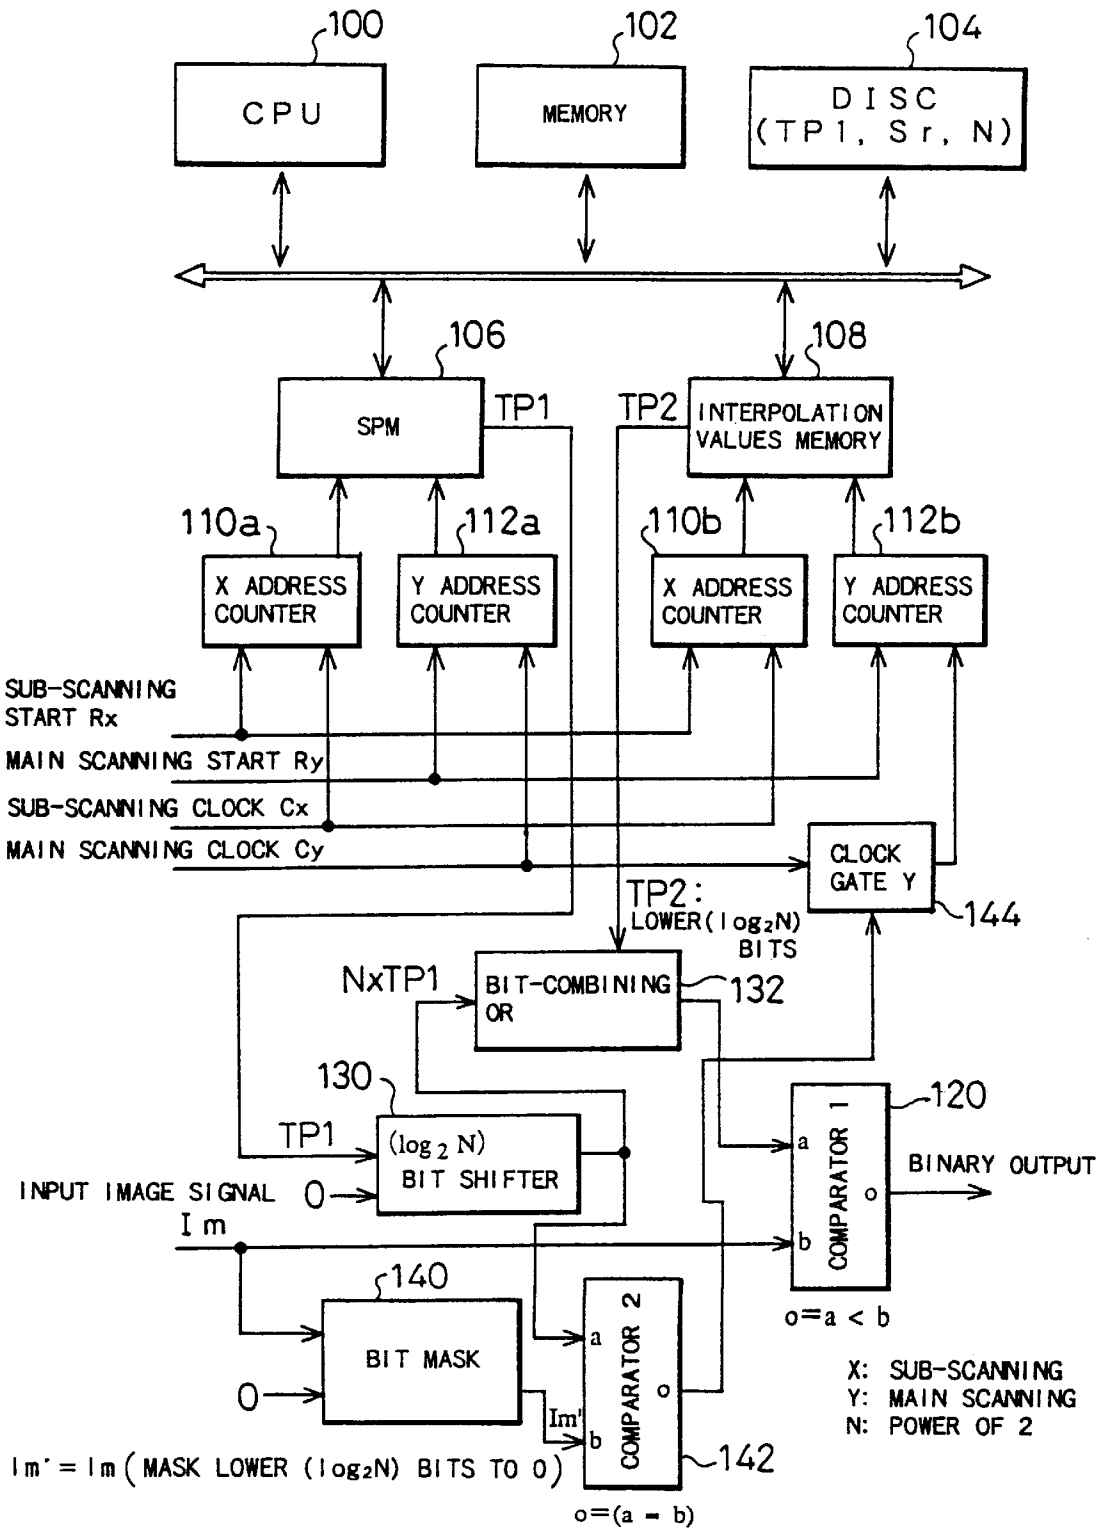 100
102
104
CPU
MEMORY
DISC
(TP1, Sr, N)
106
108
SPM
TP1
TP2
INTERPOLATION
VALUES MEMORY
110a
112a
110b
112b
X ADDRESS
COUNTER
Y ADDRESS
COUNTER
X ADDRESS
COUNTER
Y ADDRESS
COUNTER
SUB-SCANNING
START Rx
MAIN SCANNING START Ry
SUB-SCANNING CLOCK Cx
MAIN SCANNING CLOCK Cy
CLOCK
GATE Y
144
TP2:
LOWER(log₂N)
BITS
NxTP1
BIT-COMBINING
OR
132
130
TP1
(log₂ N)
BIT SHIFTER
0
120
a
b
COMPARATOR 1
o
BINARY OUTPUT
o=a < b
INPUT IMAGE SIGNAL
Im
140
BIT MASK
0
Im'
a
b
COMPARATOR 2
o
142
Im'=Im(MASK LOWER (log₂N) BITS TO 0)
o=(a - b)
X: SUB-SCANNING
Y: MAIN SCANNING
N: POWER OF 2